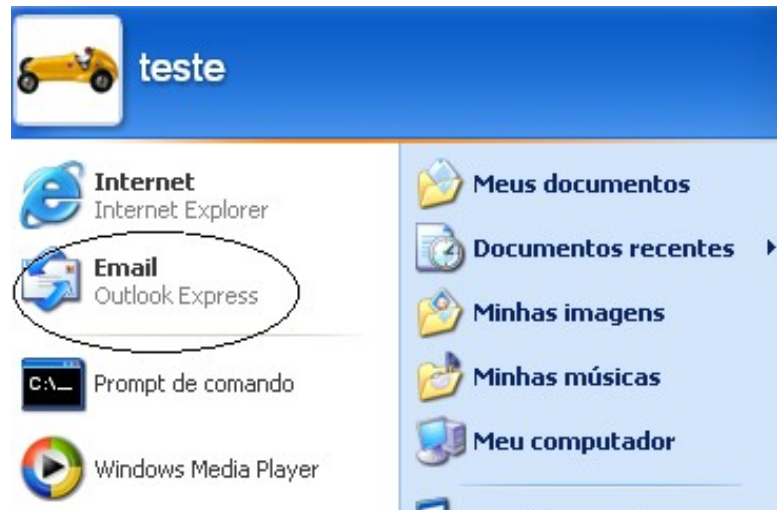 teste
Internet
Internet Explorer
Email
Outlook Express
C:\_
Prompt de comando
Windows Media Player
Meus documentos
Documentos recentes
Minhas imagens
Minhas músicas
Meu computador